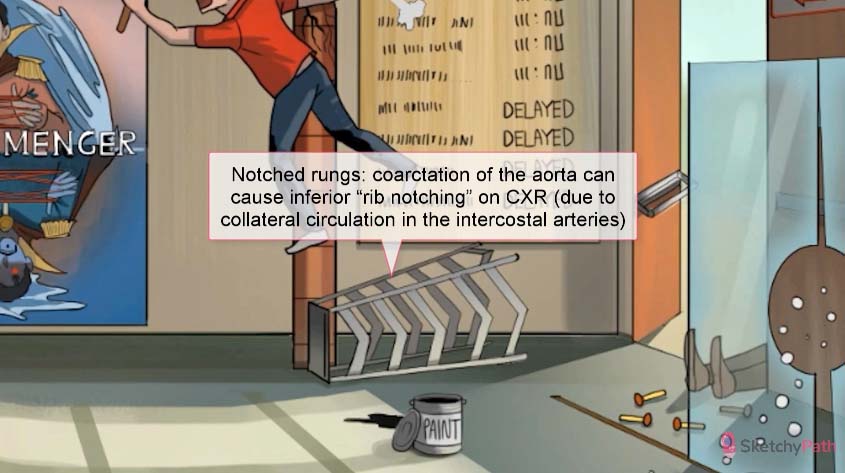 DELAYED
DELAYED
MENGER
Notched rungs: coarctation of the aorta can
cause inferior “rib notching” on CXR (due to
collateral circulation in the intercostal arteries)
PAINT
SketchyPath